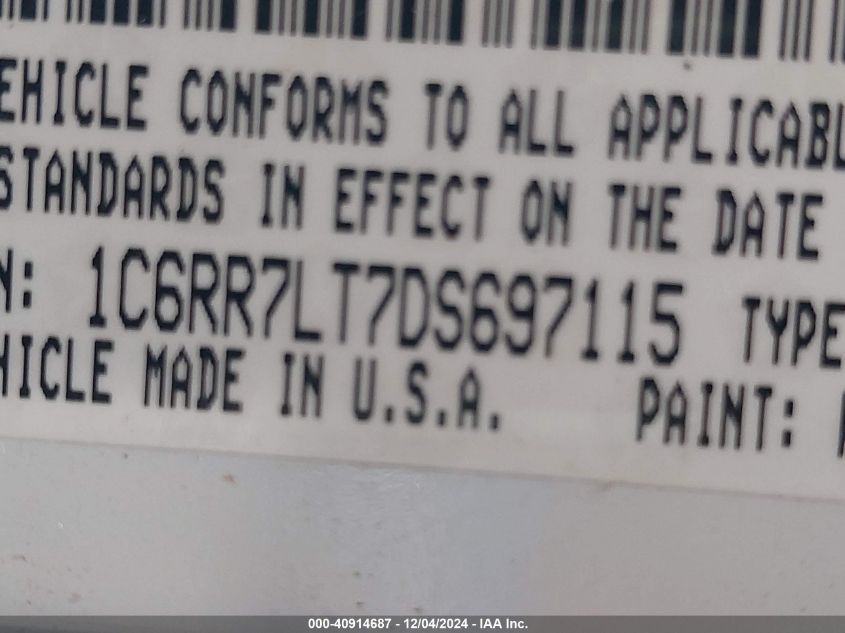 EHICLE CONFORMS TO ALL APPLICABL
STANDARDS IN EFFECT ON THE DATE
N: 1C6RR7LT7DS697115 TYPE
HICLE MADE IN U.S.A. PAINT:
000-40914687 - 12/04/2024 - IAA Inc.